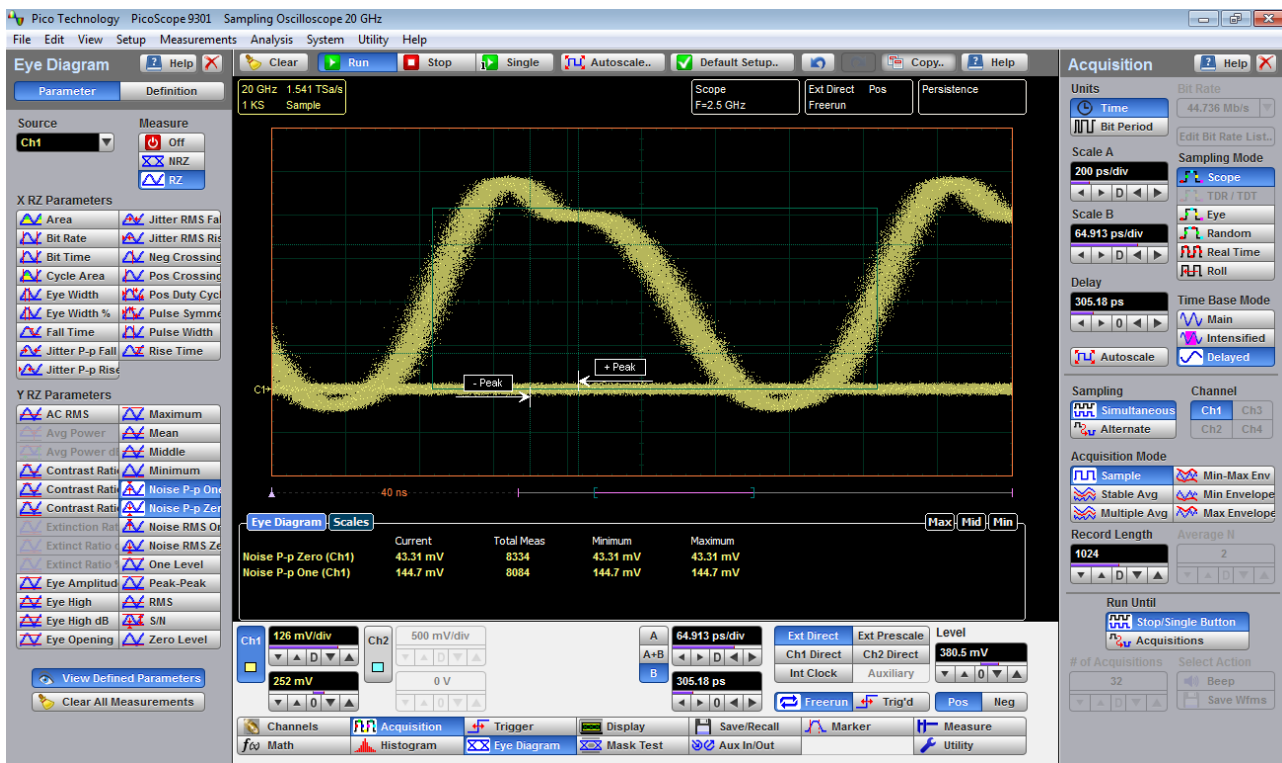 Pico Technology PicoScope 9301 Sampling Oscilloscope 20 GHz
File Edit View Setup Measurements Analysis System Utility Help
Eye Diagram Help
Parameter Definition
Source Measure
Ch1 Off
NRZ
RZ
X RZ Parameters
Area Jitter RMS Fa
Bit Rate Jitter RMS Ris
Bit Time Neg Crossing
Cycle Area Pos Crossing
Eye Width Pos Duty Cyc
Eye Width % Pulse Symme
Fall Time Pulse Width
Jitter P-p Fall Rise Time
Jitter P-p Rise
Y RZ Parameters
AC RMS Maximum
Avg Power Mean
Avg Power d Middle
Contrast Rati Minimum
Contrast Rati Noise P-p One
Contrast Rati Noise P-p Zer
Extinction Rat Noise RMS On
Extinct Ratio Noise RMS Ze
Extinct Ratio One Level
Eye Amplitud Peak-Peak
Eye High RMS
Eye High dB S/N
Eye Opening Zero Level
View Defined Parameters
Clear All Measurements
Clear Run Stop Single Autoscale.. Default Setup.. Copy.. Help
20 GHz 1.541 TSa/s
1 KS Sample
Scope
F=2.5 GHz
Ext Direct Pos
Freerun
Persistence
C1
- Peak
+ Peak
40 ns
Eye Diagram Scales Max Mid Min
Current Total Meas Minimum Maximum
Noise P-p Zero (Ch1) 43.31 mV 8334 43.31 mV 43.31 mV
Noise P-p One (Ch1) 144.7 mV 8084 144.7 mV 144.7 mV
Ch1 126 mV/div Ch2 500 mV/div A 64.913 ps/div Ext Direct Ext Prescale Level
D D A+B D Ch1 Direct Ch2 Direct 380.5 mV
252 mV 0 V B 305.18 ps Int Clock Auxiliary 0
0 0 0 Freerun Trig'd Pos Neg
Channels Acquisition Trigger Display Save/Recall Marker Measure
f(x) Math Histogram Eye Diagram Mask Test Aux In/Out Utility
Acquisition Help
Units Bit Rate
Time 44.736 Mb/s
Bit Period Edit Bit Rate List..
Scale A Sampling Mode
200 ps/div Scope
D TDR / TDT
Scale B Eye
64.913 ps/div Random
D Real Time
Roll
Delay
305.18 ps Time Base Mode
0 Main
Intensified
Autoscale Delayed
Sampling Channel
Simultaneous Ch1 Ch3
Alternate Ch2 Ch4
Acquisition Mode
Sample Min-Max Env
Stable Avg Min Envelope
Multiple Avg Max Envelope
Record Length Average N
1024 2
D D
Run Until
Stop/Single Button
Acquisitions
# of Acquisitions Select Action
32 Beep
D Save Wfms